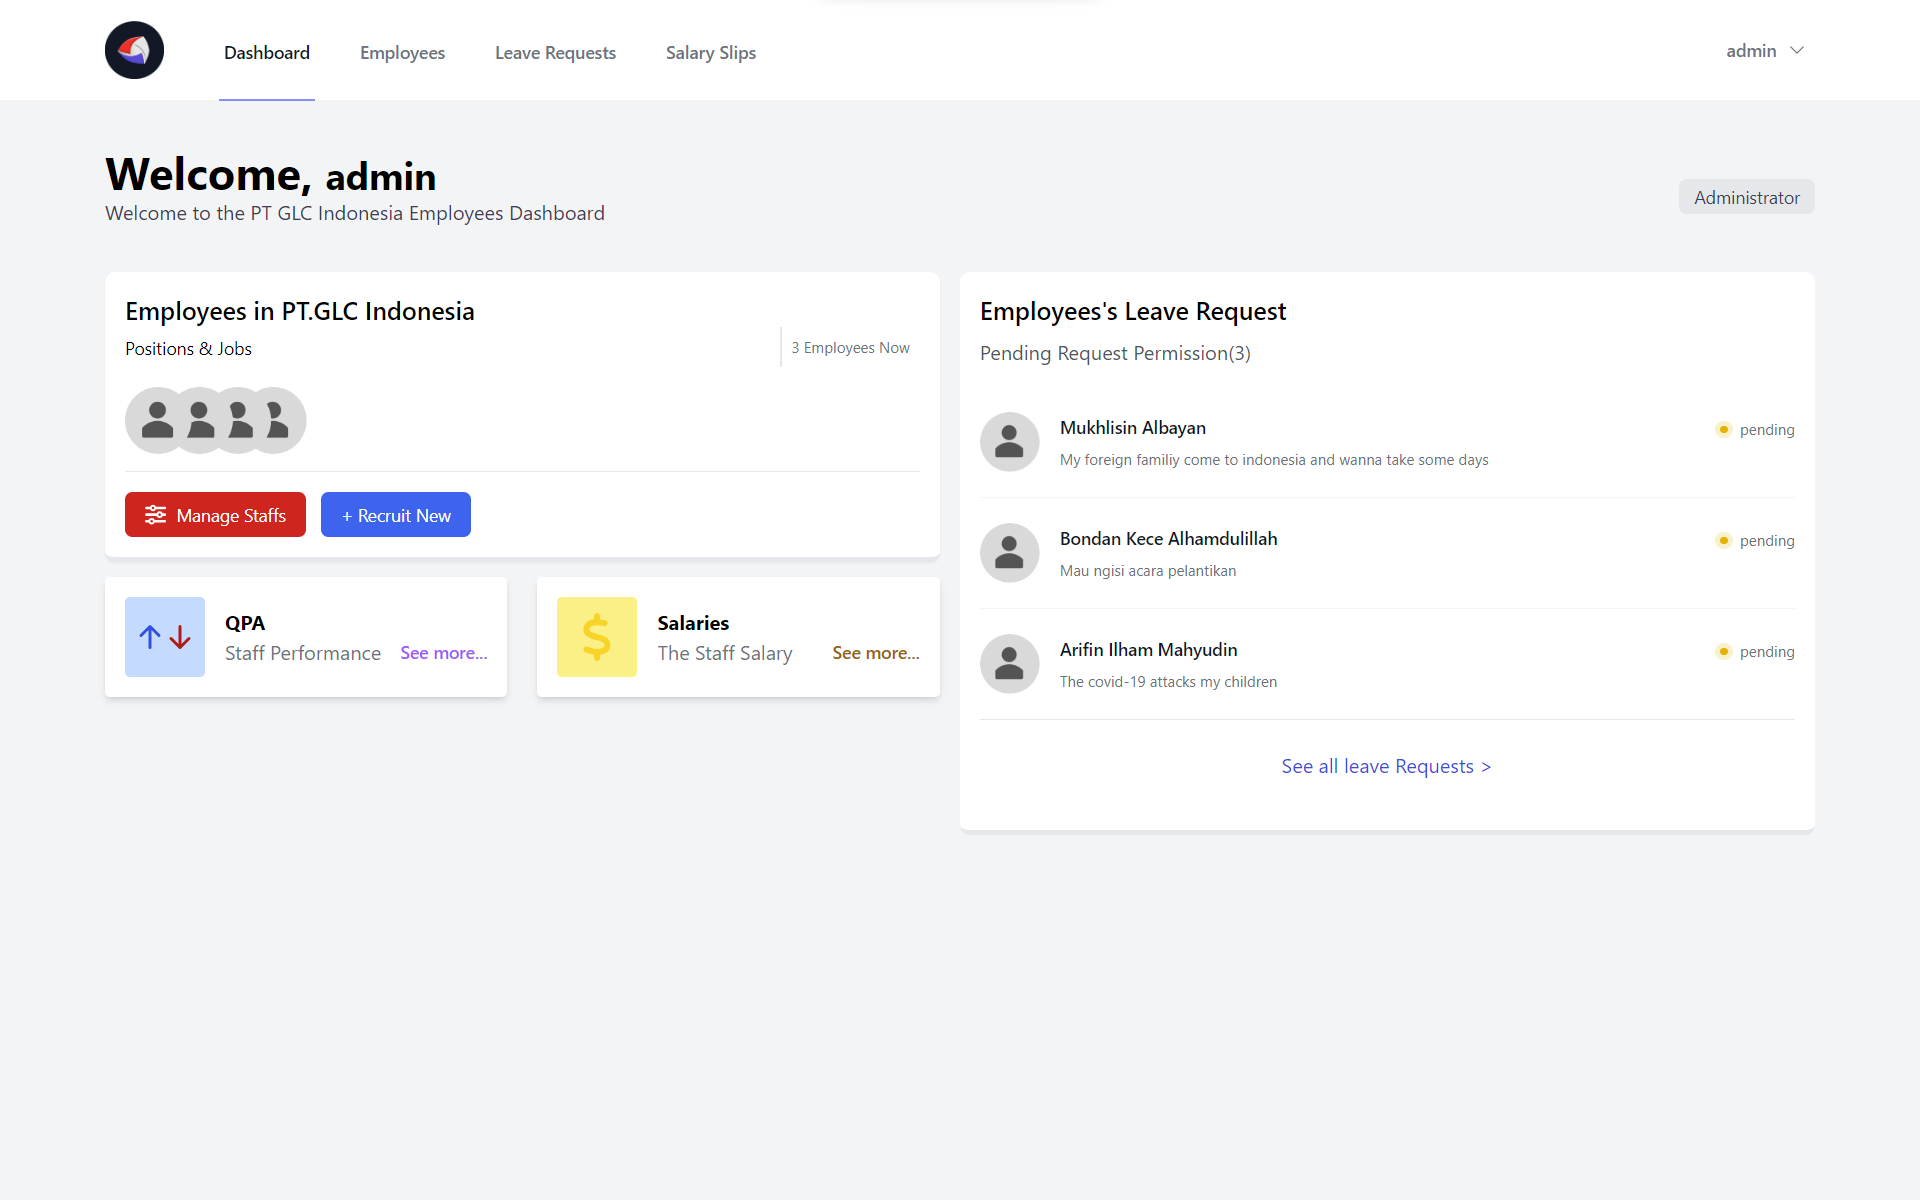 Dashboard
Employees
Leave Requests
Salary Slips
admin
Welcome, admin
Welcome to the PT GLC Indonesia Employees Dashboard
Administrator
Employees in PT.GLC Indonesia
Positions & Jobs
3 Employees Now
Manage Staffs
+ Recruit New
QPA
Staff Performance
See more...
Salaries
The Staff Salary
See more...
Employees's Leave Request
Pending Request Permission(3)
Mukhlisin Albayan
pending
My foreign familiy come to indonesia and wanna take some days
Bondan Kece Alhamdulillah
pending
Mau ngisi acara pelantikan
Arifin Ilham Mahyudin
pending
The covid-19 attacks my children
See all leave Requests >